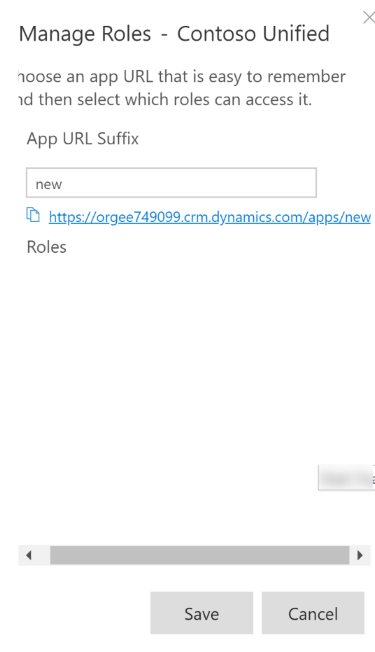 Manage Roles - Contoso Unified
hoose an app URL that is easy to remember
nd then select which roles can access it.
App URL Suffix
new
https://orgee749099.crm.dynamics.com/apps/new
Roles
Save Cancel